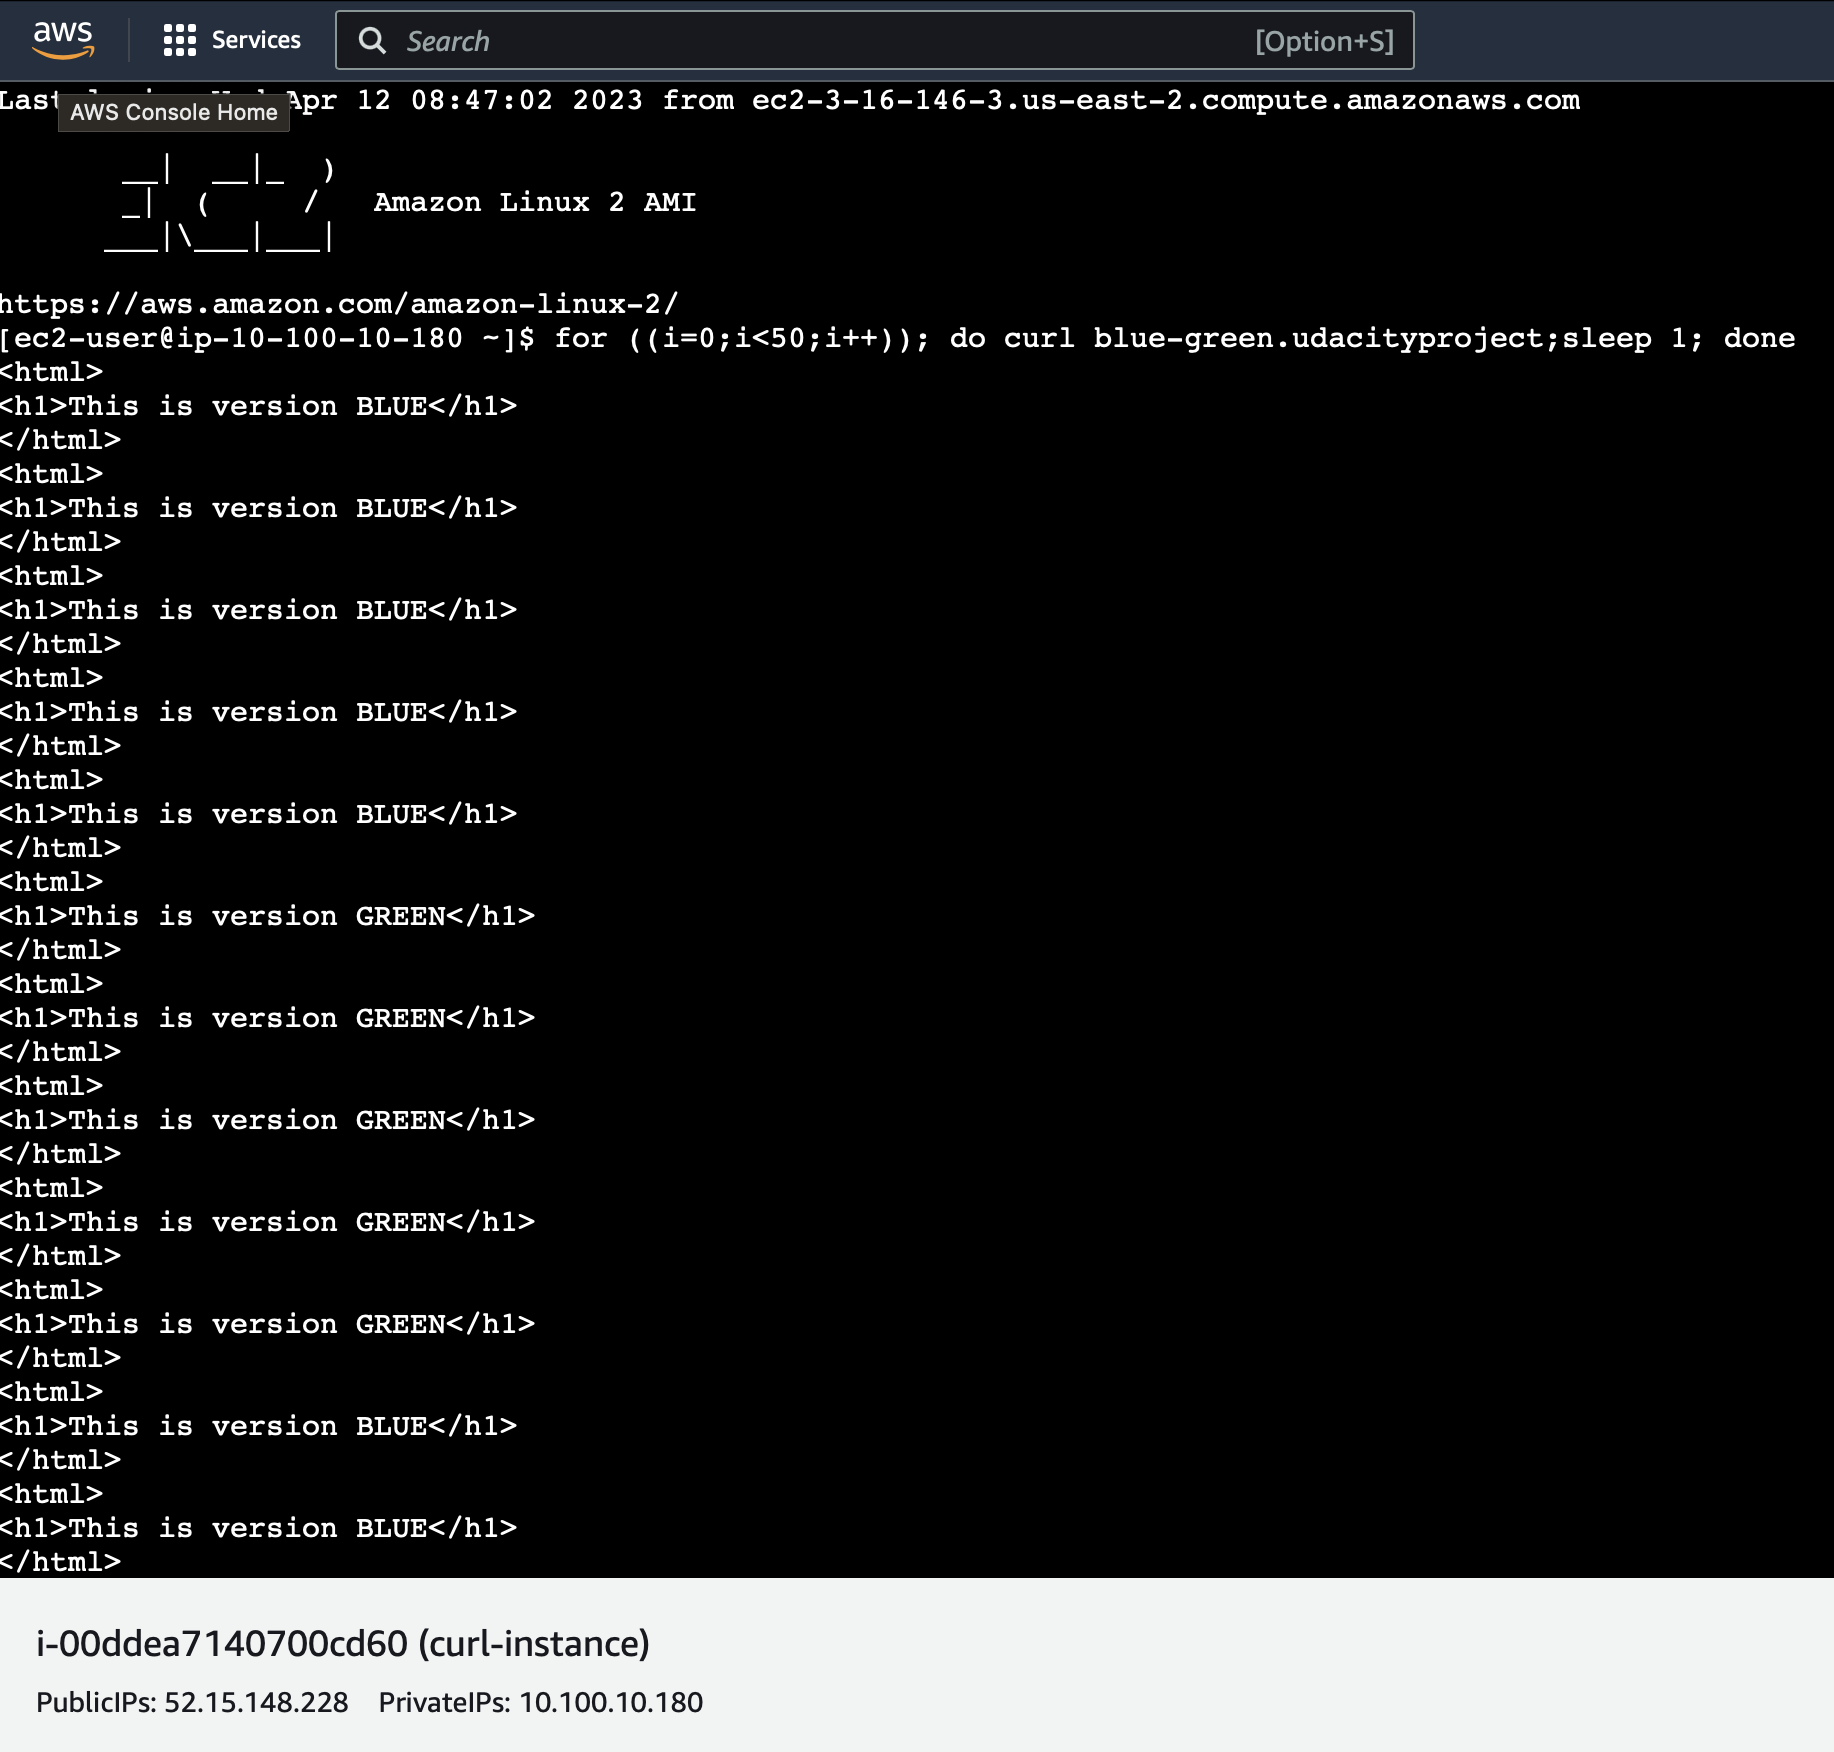 aws Services Search [Option+S]
Last Apr 12 08:47:02 2023 from ec2-3-16-146-3.us-east-2.compute.amazonaws.com
AWS Console Home
       __|  __|_  )
       _|  (     /   Amazon Linux 2 AMI
      ___|\___|___|
https://aws.amazon.com/amazon-linux-2/
[ec2-user@ip-10-100-10-180 ~]$ for ((i=0;i<50;i++)); do curl blue-green.udacityproject;sleep 1; done
<html>
<h1>This is version BLUE</h1>
</html>
<html>
<h1>This is version BLUE</h1>
</html>
<html>
<h1>This is version BLUE</h1>
</html>
<html>
<h1>This is version BLUE</h1>
</html>
<html>
<h1>This is version BLUE</h1>
</html>
<html>
<h1>This is version GREEN</h1>
</html>
<html>
<h1>This is version GREEN</h1>
</html>
<html>
<h1>This is version GREEN</h1>
</html>
<html>
<h1>This is version GREEN</h1>
</html>
<html>
<h1>This is version GREEN</h1>
</html>
<html>
<h1>This is version BLUE</h1>
</html>
<html>
<h1>This is version BLUE</h1>
</html>
i-00ddea7140700cd60 (curl-instance)
PublicIPs: 52.15.148.228 PrivateIPs: 10.100.10.180